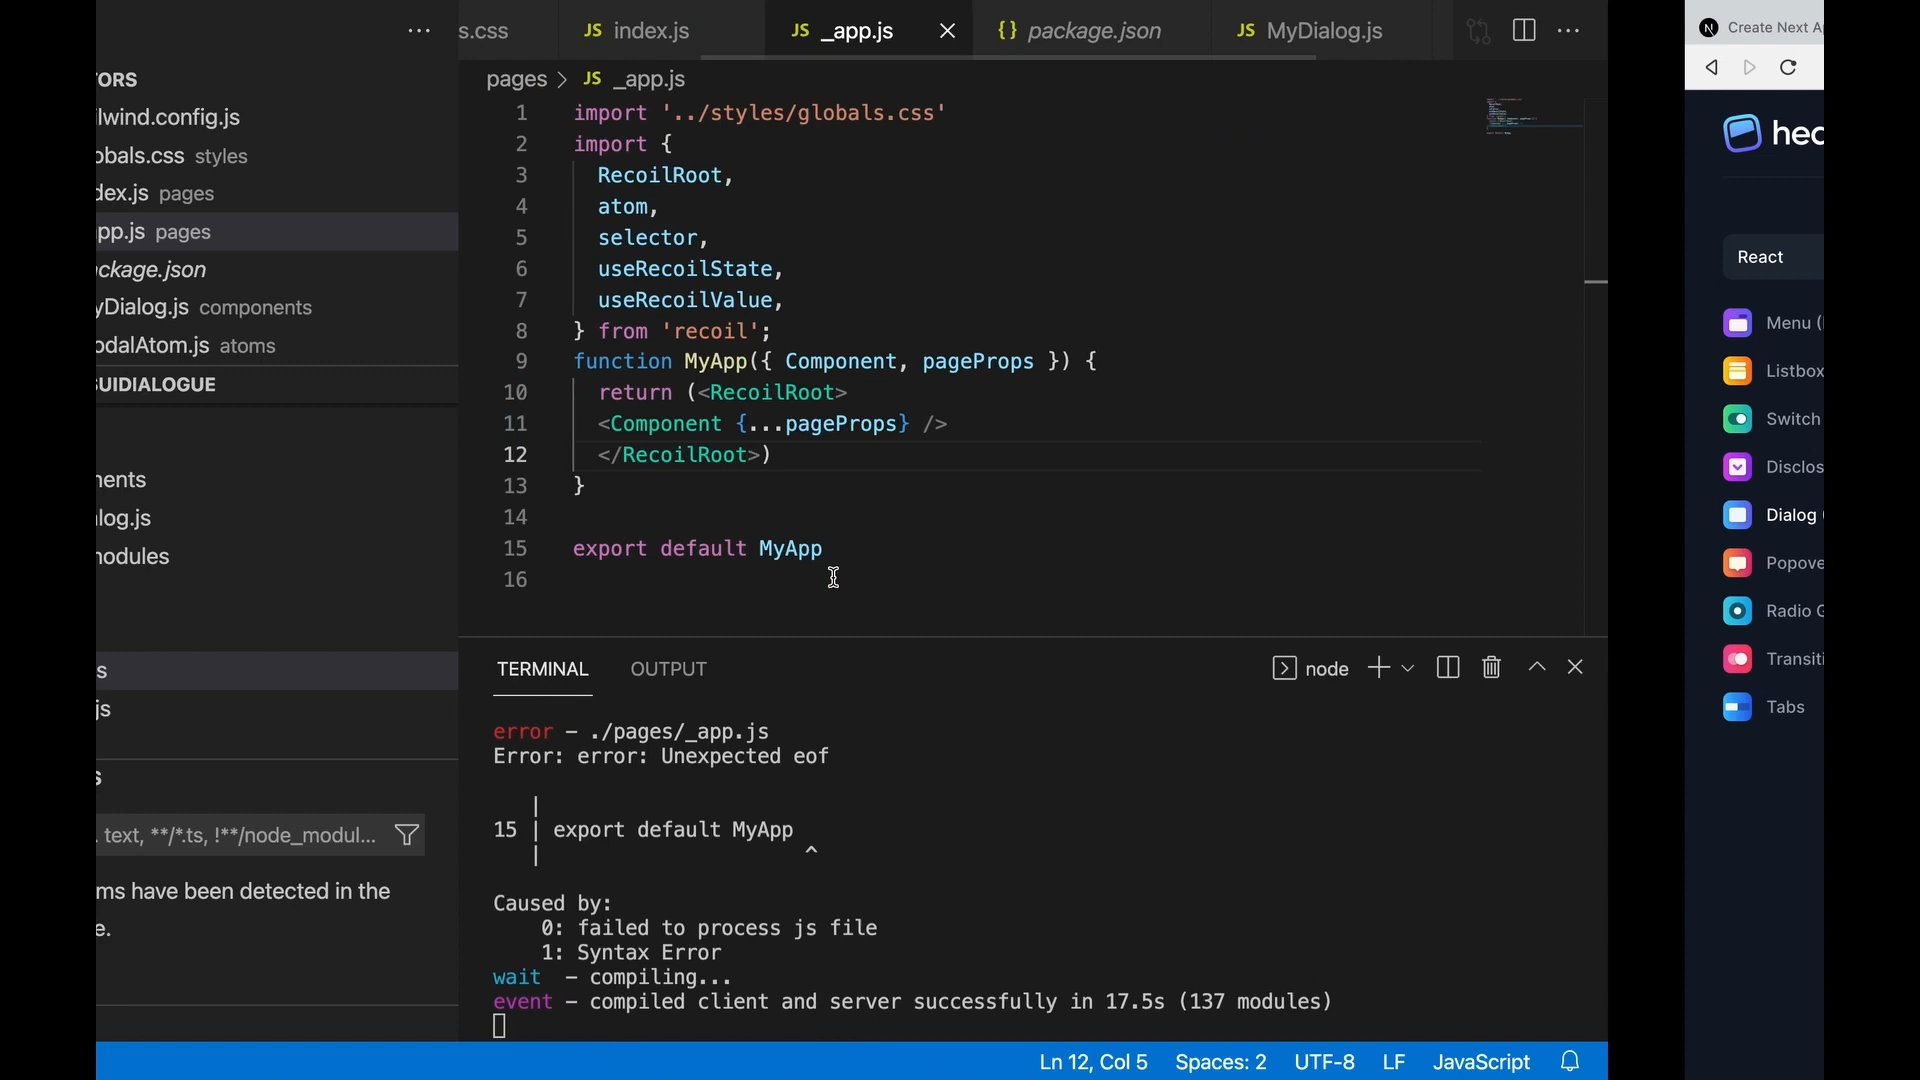 s.css
JS index.js
JS _app.js
{} package.json
JS MyDialog.js
Create Next Ap
TORS
ilwind.config.js
obals.css styles
dex.js pages
app.js pages
ackage.json
yDialog.js components
odalAtom.js atoms
SUIDIALOGUE
nents
log.js
nodules
s
js
s
text, **/*.ts, !**/node_modul...
ms have been detected in the
e.
pages > JS _app.js
1 import '../styles/globals.css'
2 import {
3 RecoilRoot,
4 atom,
5 selector,
6 useRecoilState,
7 useRecoilValue,
8 } from 'recoil';
9 function MyApp({ Component, pageProps }) {
10 return (<RecoilRoot>
11 <Component {...pageProps} />
12 </RecoilRoot>)
13 }
14
15 export default MyApp
16
TERMINAL
OUTPUT
node
error - ./pages/_app.js
Error: error: Unexpected eof
|
15 | export default MyApp
| ^
Caused by:
0: failed to process js file
1: Syntax Error
wait - compiling...
event - compiled client and server successfully in 17.5s (137 modules)
Ln 12, Col 5
Spaces: 2
UTF-8
LF
JavaScript
hea
React
Menu (
Listbox
Switch
Disclos
Dialog (
Popove
Radio G
Transiti
Tabs